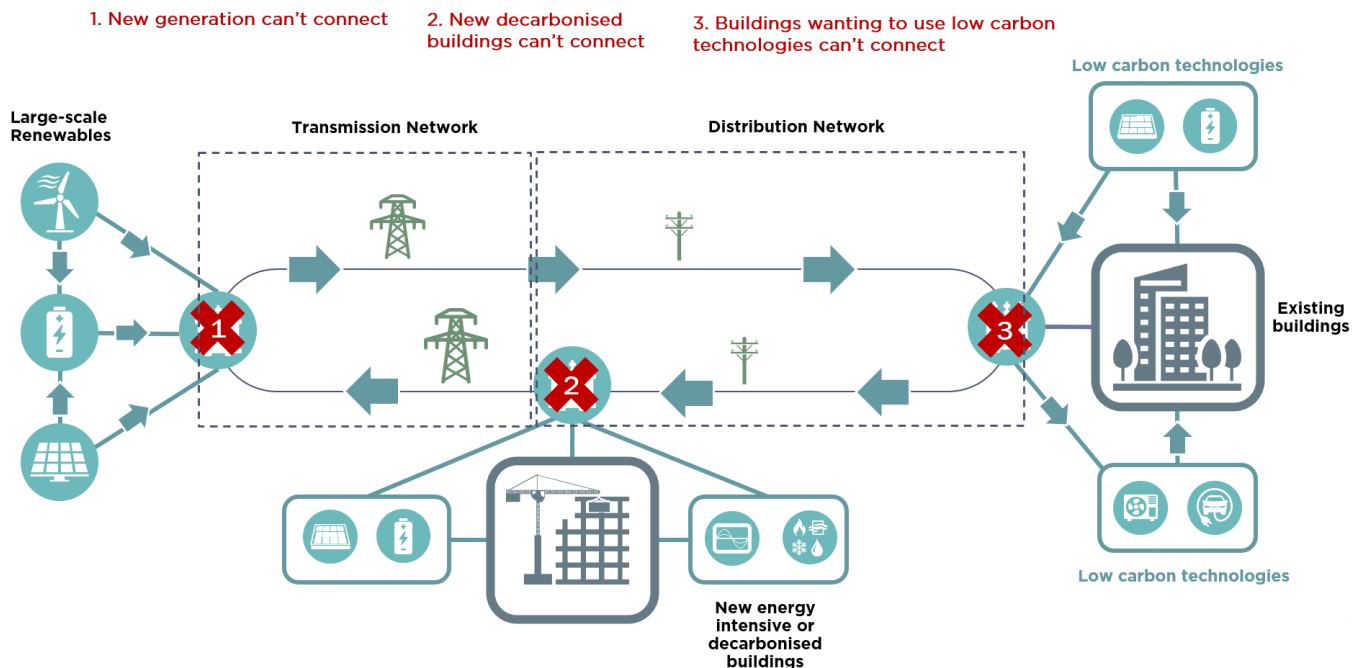 1. New generation can't connect
2. New decarbonised
buildings can't connect
3. Buildings wanting to use low carbon
technologies can't connect
Low carbon technologies
Large-scale
Renewables
Transmission Network
Distribution Network
1
2
3
Existing
buildings
Low carbon technologies
New energy
intensive or
decarbonised
buildings